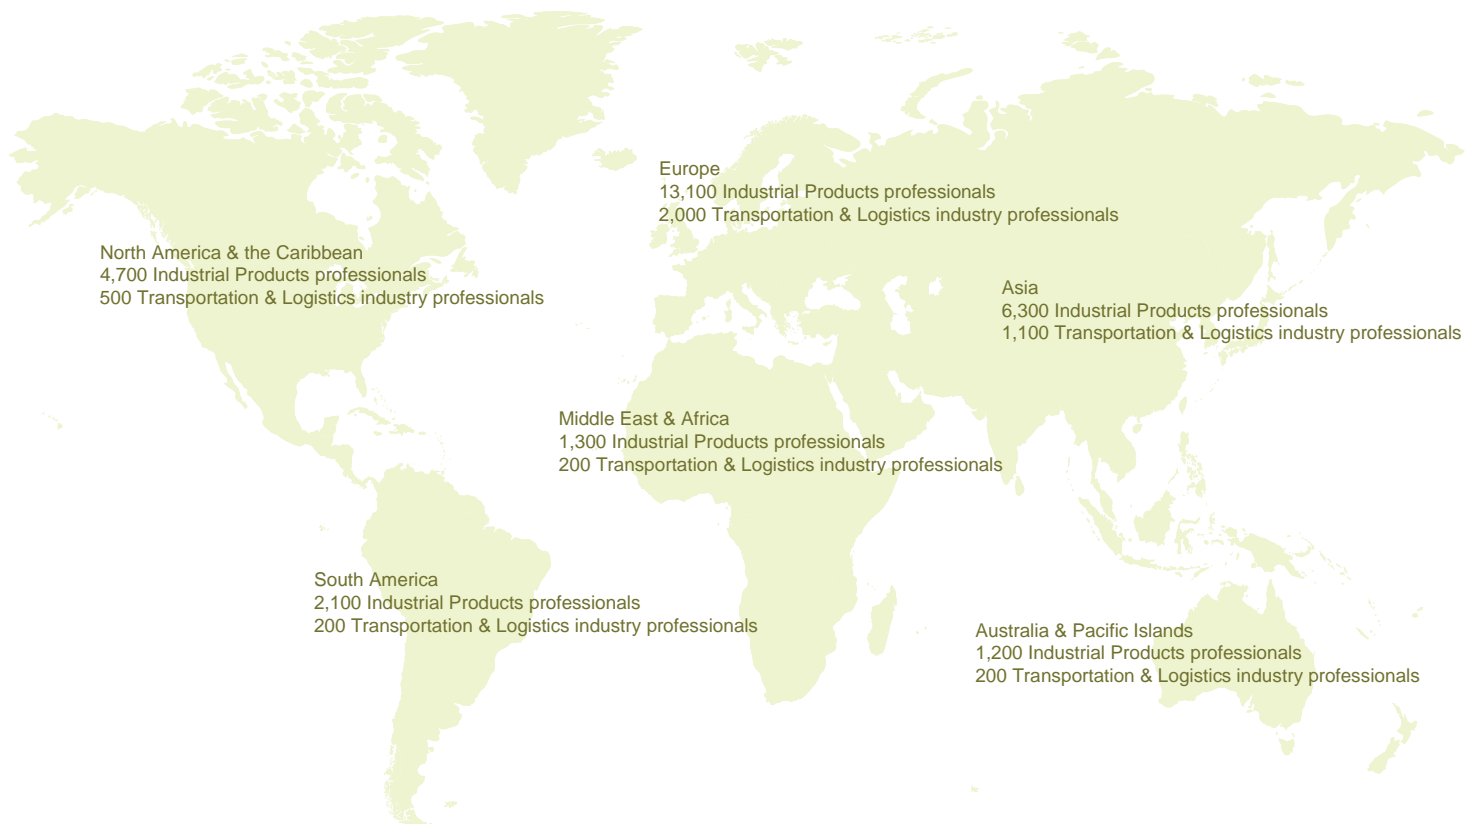 Europe
13,100 Industrial Products professionals
2,000 Transportation & Logistics industry professionals
North America & the Caribbean
4,700 Industrial Products professionals
500 Transportation & Logistics industry professionals
Asia
6,300 Industrial Products professionals
1,100 Transportation & Logistics industry professionals
Middle East & Africa
1,300 Industrial Products professionals
200 Transportation & Logistics industry professionals
South America
2,100 Industrial Products professionals
200 Transportation & Logistics industry professionals
Australia & Pacific Islands
1,200 Industrial Products professionals
200 Transportation & Logistics industry professionals